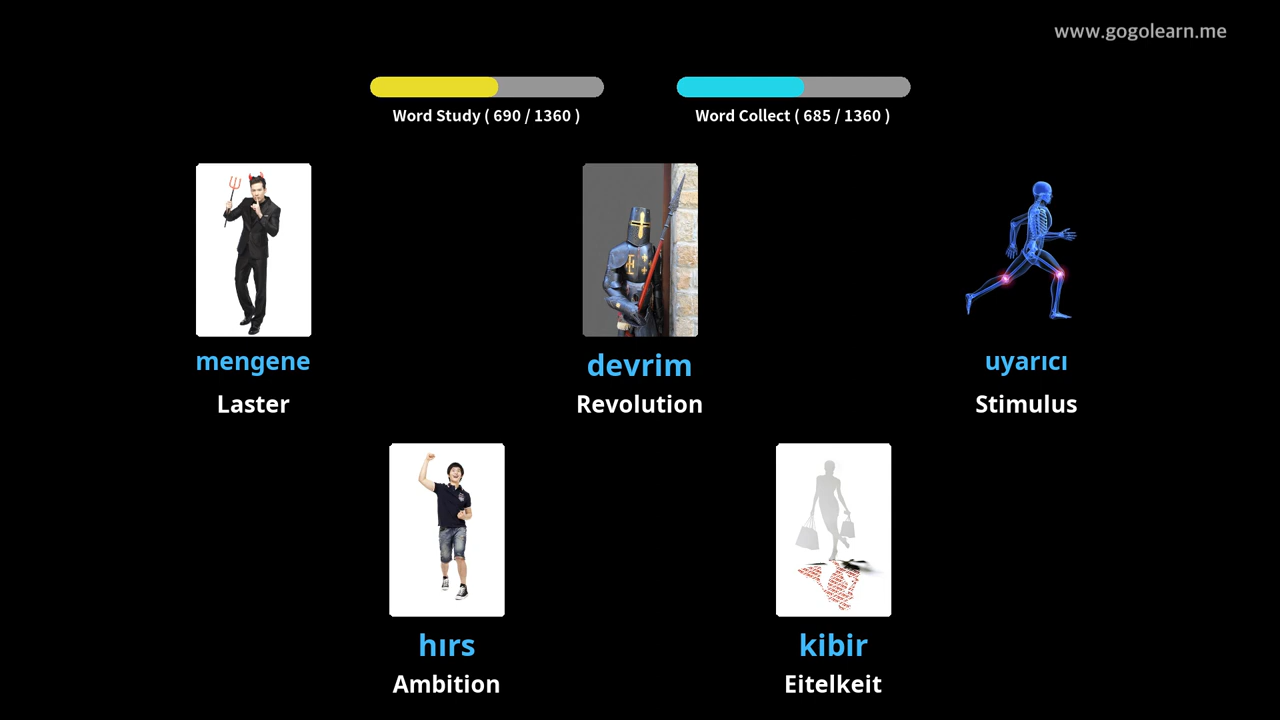 www.gogolearn.me
Word Study ( 690 / 1360 )
Word Collect ( 685 / 1360 )
mengene
Laster
devrim
Revolution
uyarıcı
Stimulus
hırs
Ambition
kibir
Eitelkeit